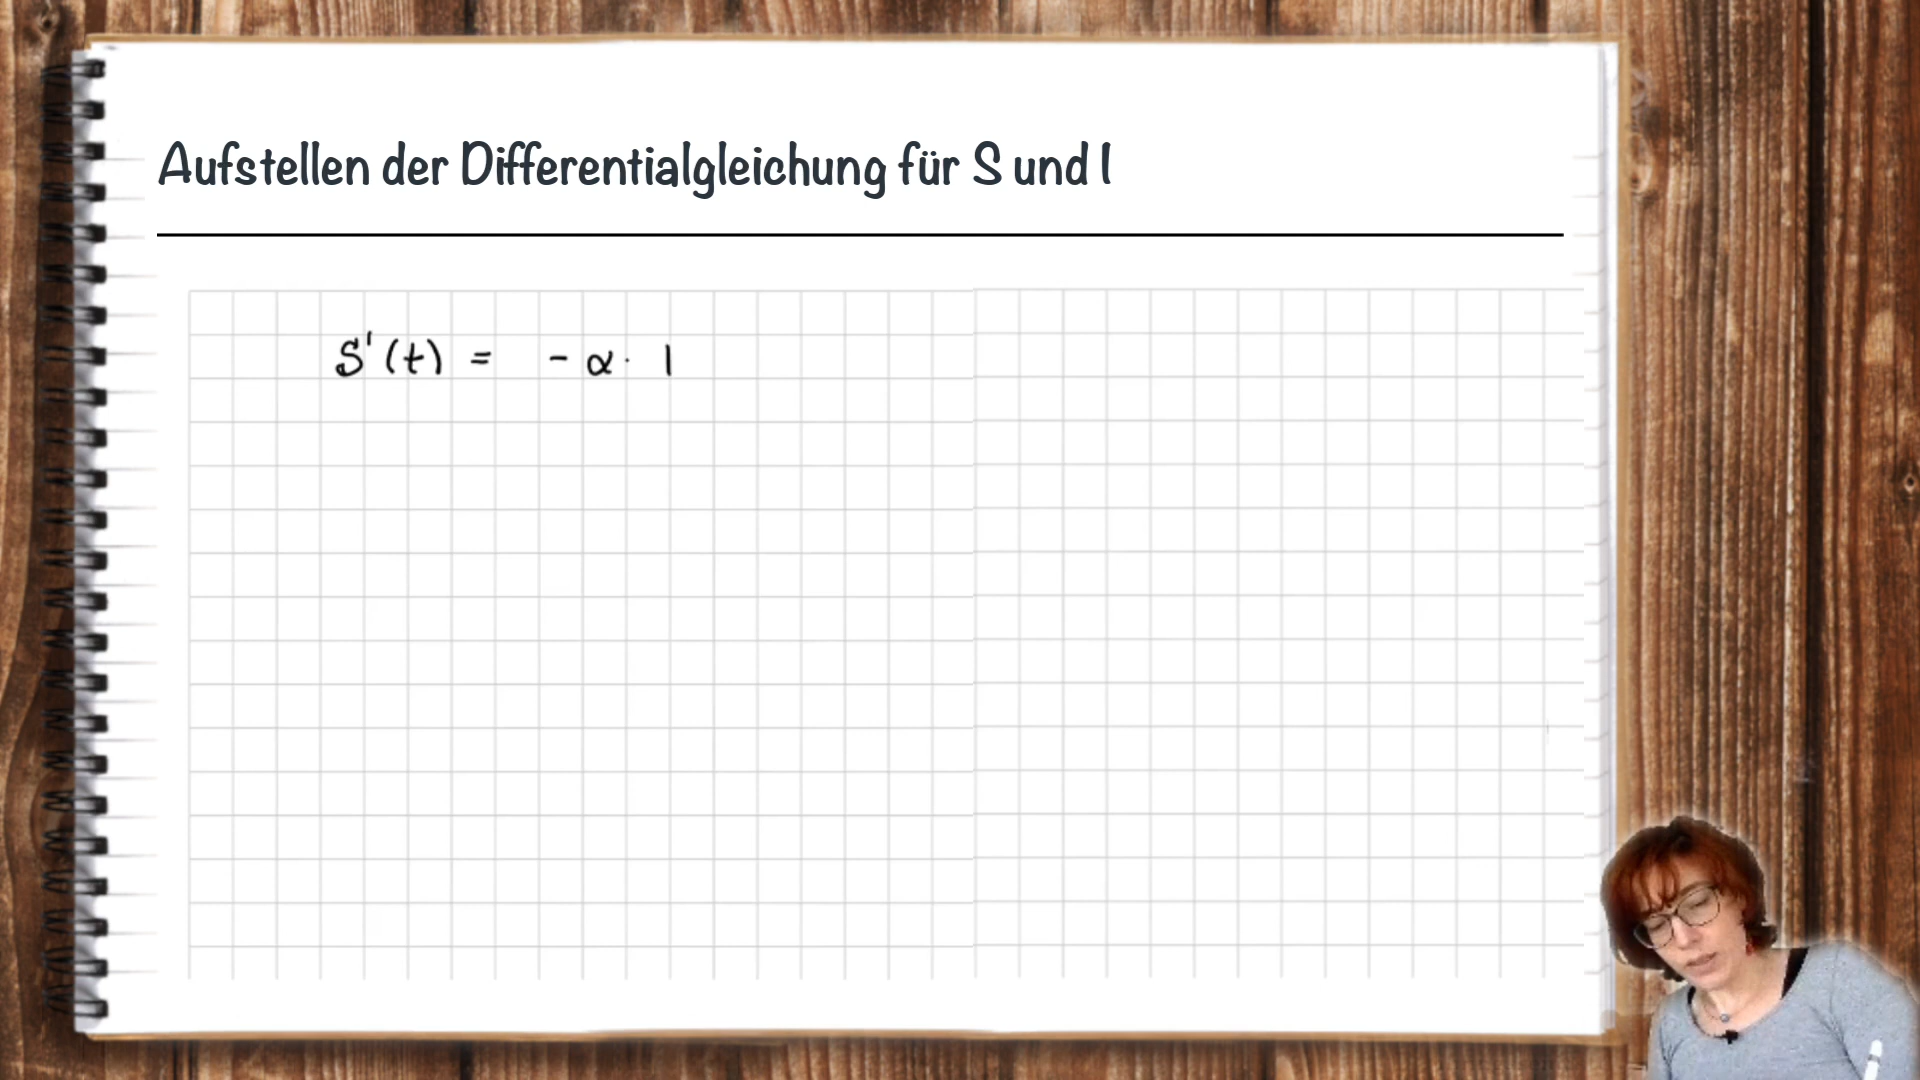 Aufstellen der Differentialgleichung für S und I
S'(t) = - α · I